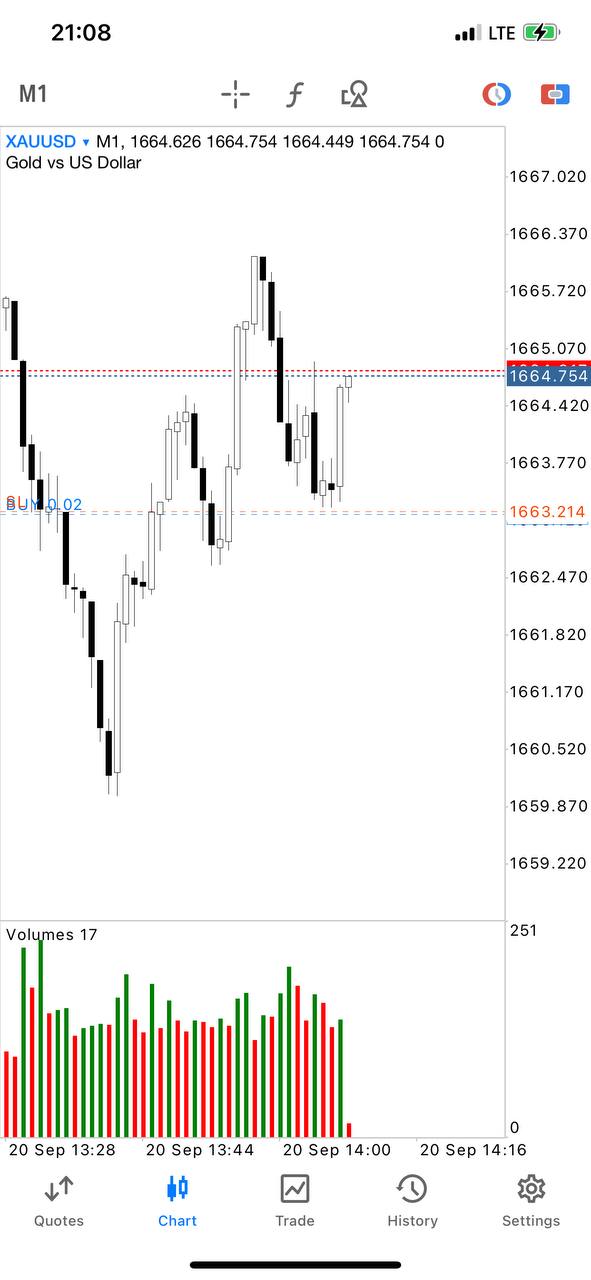 21:08
LTE
M1
XAUUSD ▾ M1, 1664.626 1664.754 1664.449 1664.754 0
Gold vs US Dollar
1667.020
1666.370
1665.720
1665.070
1664.754
1664.420
1663.770
SL
BUY 0.02
1663.214
1662.470
1661.820
1661.170
1660.520
1659.870
1659.220
Volumes 17
251
0
20 Sep 13:28 20 Sep 13:44 20 Sep 14:00 20 Sep 14:16
Quotes Chart Trade History Settings